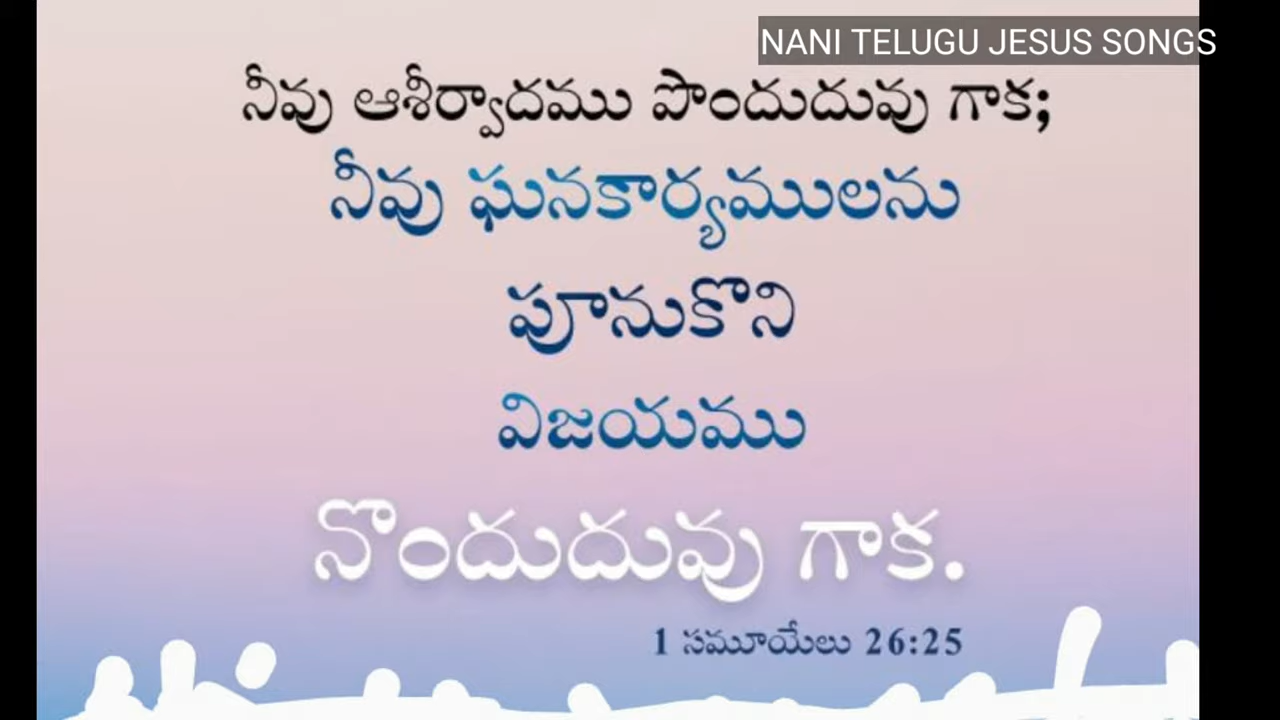 NANI TELUGU JESUS SONGS
నీవు ఆశీర్వాదము పొందుదువు గాక;
నీవు ఘనకార్యములను
పూనుకొని
విజయము
నొందుదువు గాక.
1 సమూయేలు 26:25